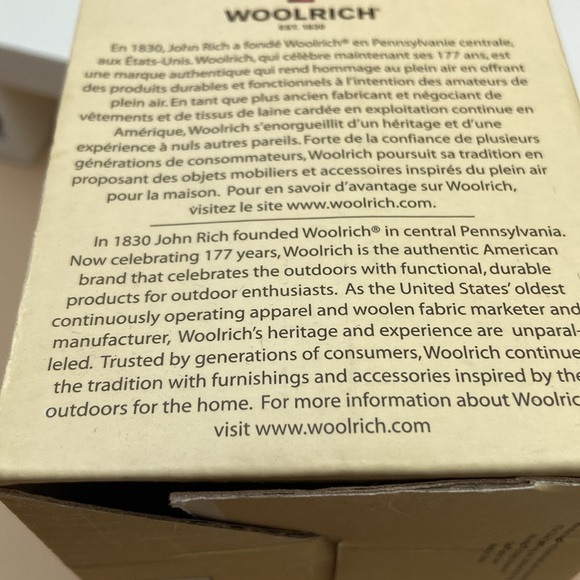 WOOLRICH
EST. 1830
En 1830, John Rich a fondé Woolrich® en Pennsylvanie centrale,
aux États-Unis. Woolrich, qui célèbre maintenant ses 177 ans, est
une marque authentique qui rend hommage au plein air en offrant
des produits durables et fonctionnels à l'intention des amateurs de
plein air. En tant que plus ancien fabricant et négociant de
vêtements et de tissus de laine cardée en exploitation continue en
Amérique, Woolrich s'enorgueillit d'un héritage et d'une
expérience à nuls autres pareils. Forte de la confiance de plusieurs
générations de consommateurs, Woolrich poursuit sa tradition en
proposant des objets mobiliers et accessoires inspirés du plein air
pour la maison. Pour en savoir d'avantage sur Woolrich,
visitez le site www.woolrich.com.
In 1830 John Rich founded Woolrich® in central Pennsylvania.
Now celebrating 177 years, Woolrich is the authentic American
brand that celebrates the outdoors with functional, durable
products for outdoor enthusiasts. As the United States' oldest
continuously operating apparel and woolen fabric marketer and
manufacturer, Woolrich's heritage and experience are unparal-
leled. Trusted by generations of consumers, Woolrich continue
the tradition with furnishings and accessories inspired by the
outdoors for the home. For more information about Woolric
visit www.woolrich.com